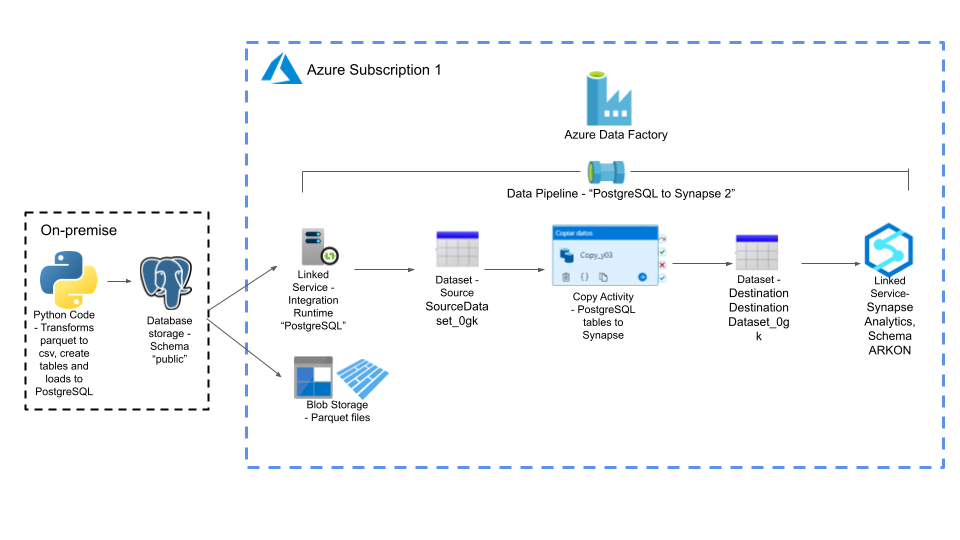 Azure Subscription 1
Azure Data Factory
Data Pipeline - “PostgreSQL to Synapse 2”
On-premise
Python Code
- Transforms
parquet to
csv, create
tables and
loads to
PostgreSQL
Database
storage -
Schema
“public”
Linked
Service -
Integration
Runtime
“PostgreSQL”
Blob Storage
- Parquet files
Dataset -
Source
SourceData
set_0gk
Copiar datos
Copy_y03
{ }
Copy Activity
- PostgreSQL
tables to
Synapse
Dataset -
Destination
Destination
Dataset_0g
k
Linked
Service-
Synapse
Analytics,
Schema
ARKON